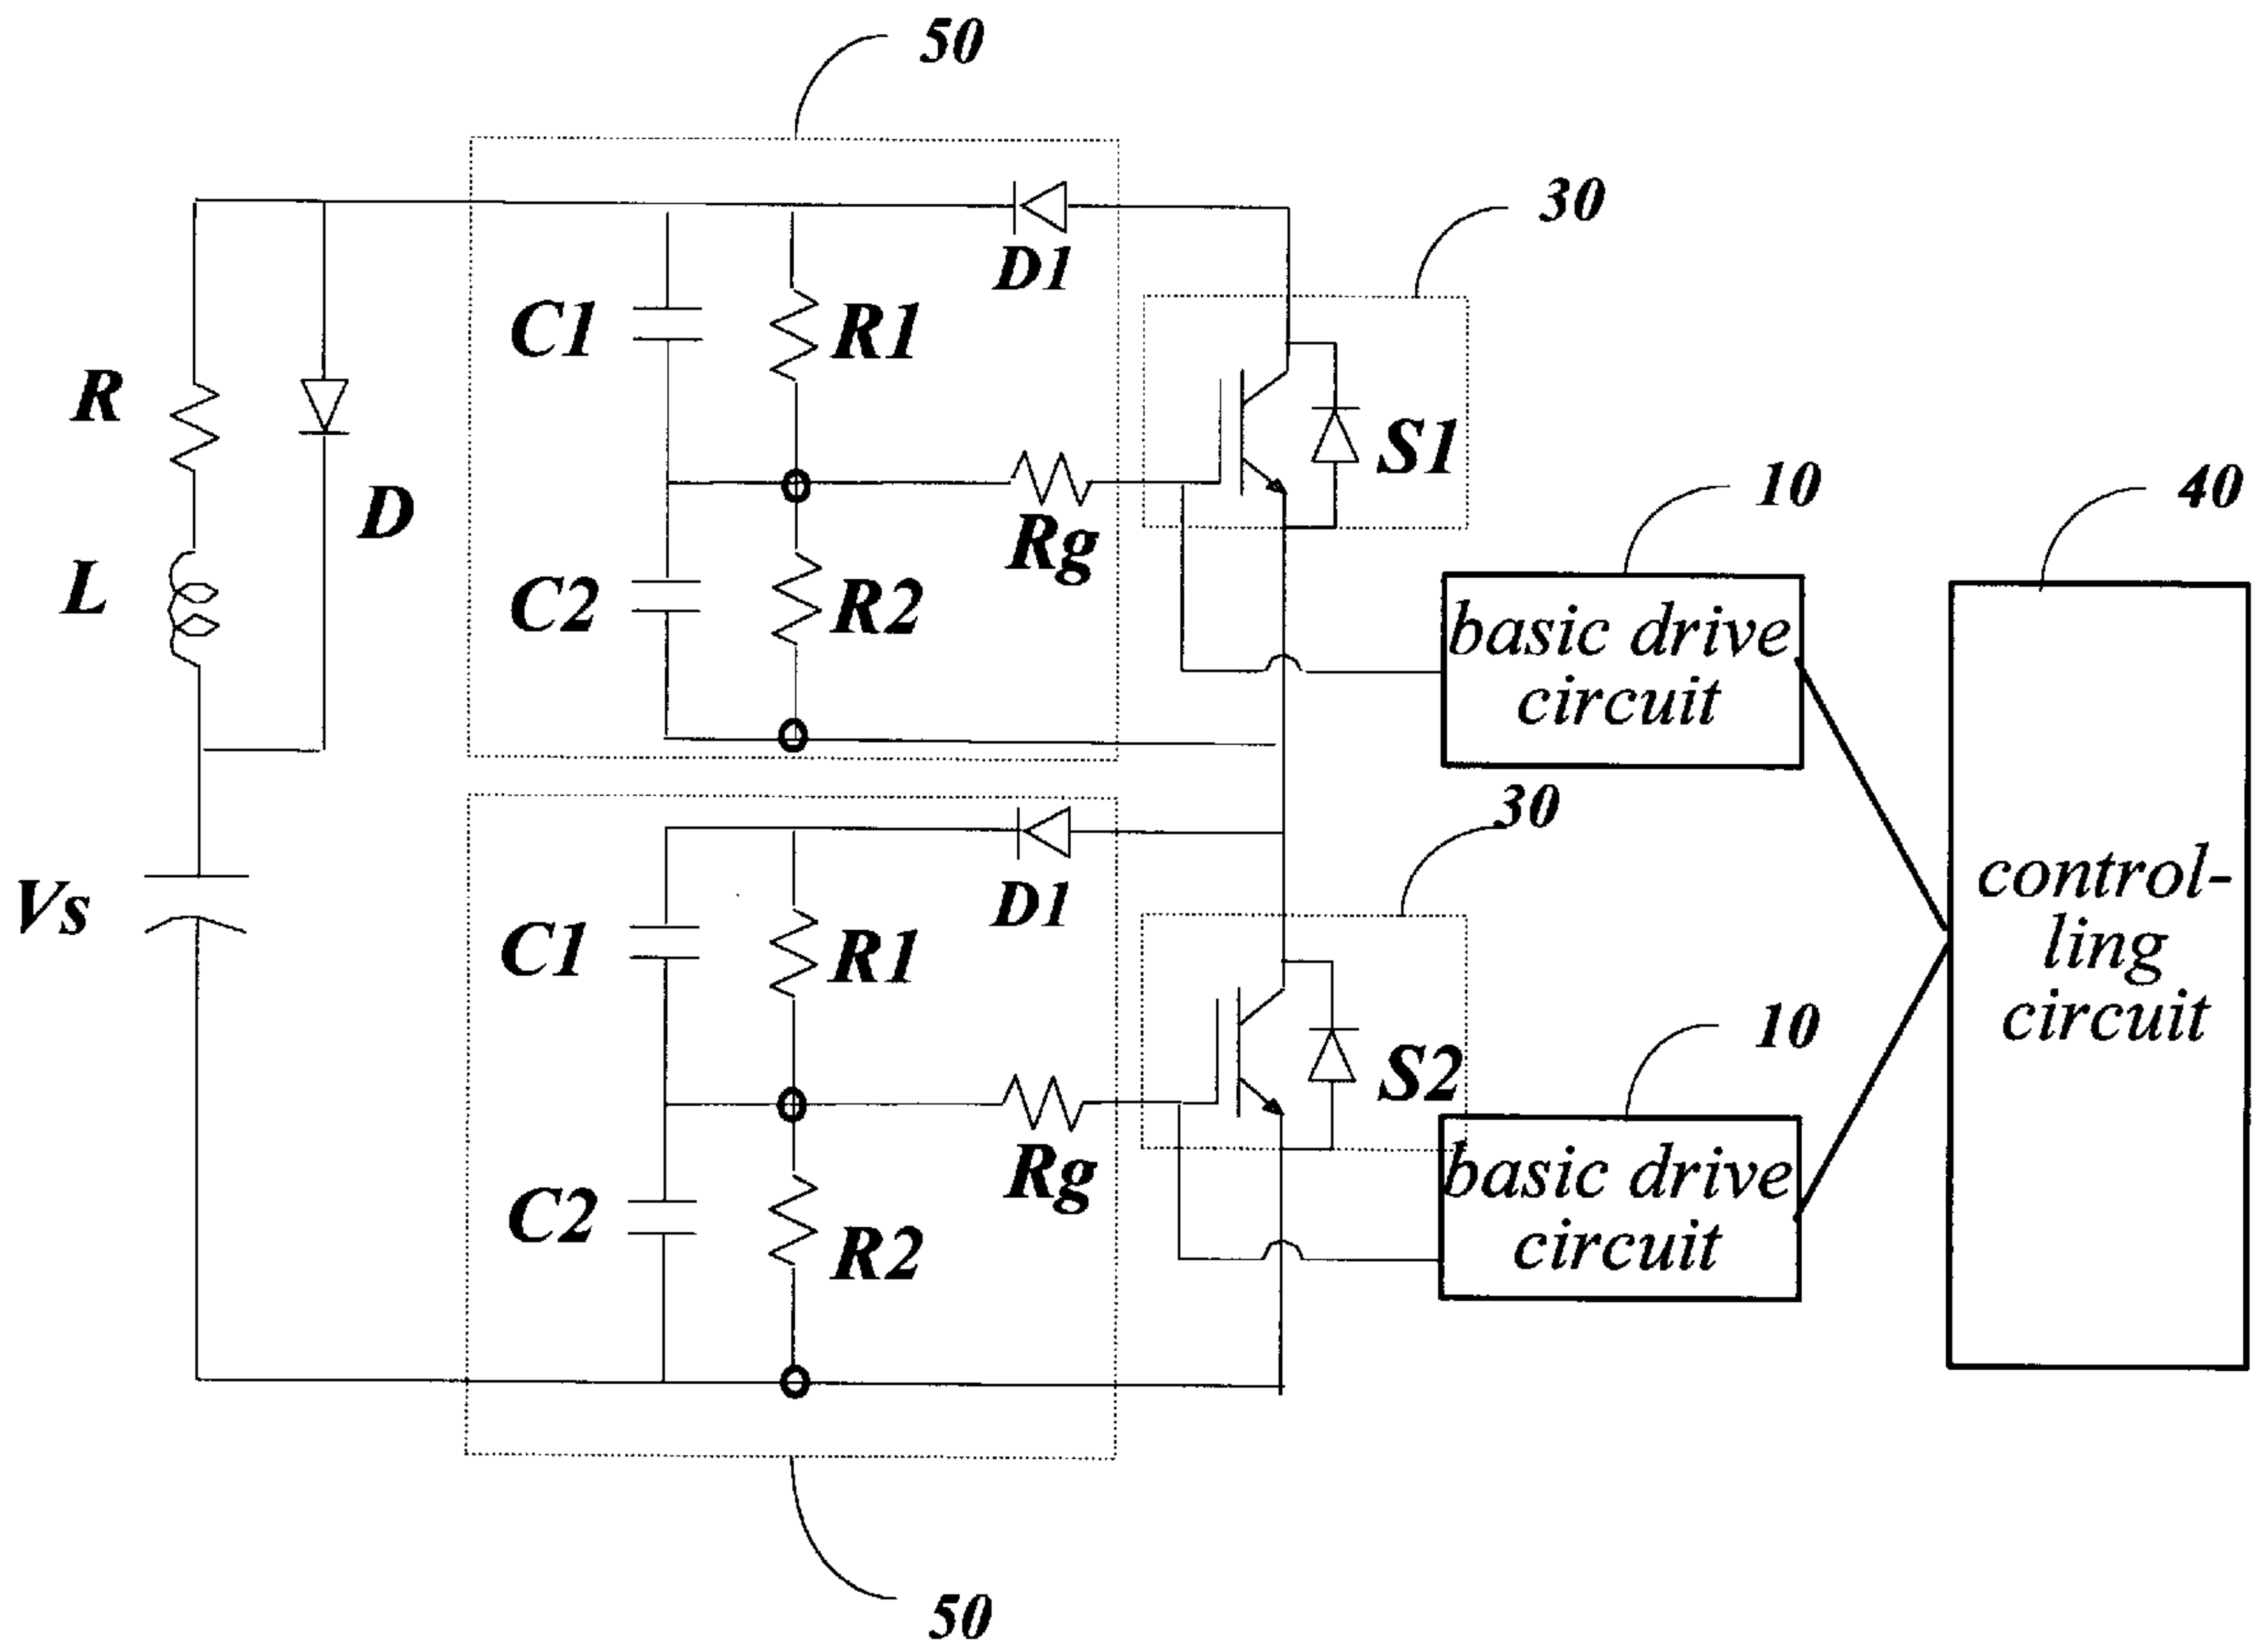 50
30
D1
C1
R1
R
S1
10
40
D
Rg
L
C2
R2
basic drive
circuit
30
control-
ling
circuit
Vs
D1
C1
R1
10
S2
Rg
basic drive
circuit
C2
R2
50